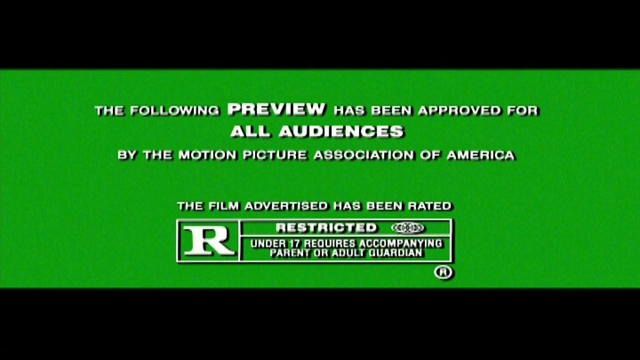 THE FOLLOWING PREVIEW HAS BEEN APPROVED FOR
ALL AUDIENCES
BY THE MOTION PICTURE ASSOCIATION OF AMERICA
THE FILM ADVERTISED HAS BEEN RATED
R
RESTRICTED
UNDER 17 REQUIRES ACCOMPANYING
PARENT OR ADULT GUARDIAN
®